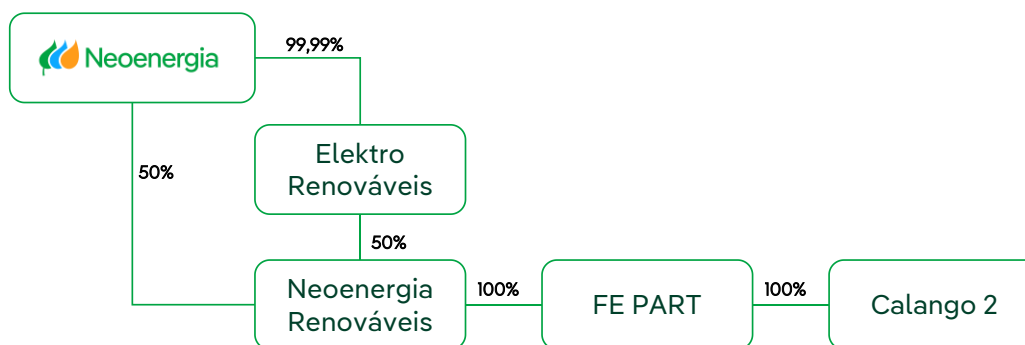 Neoenergia
99,99%
Elektro
Renováveis
50%
50%
Neoenergia
Renováveis
100%
FE PART
100%
Calango 2